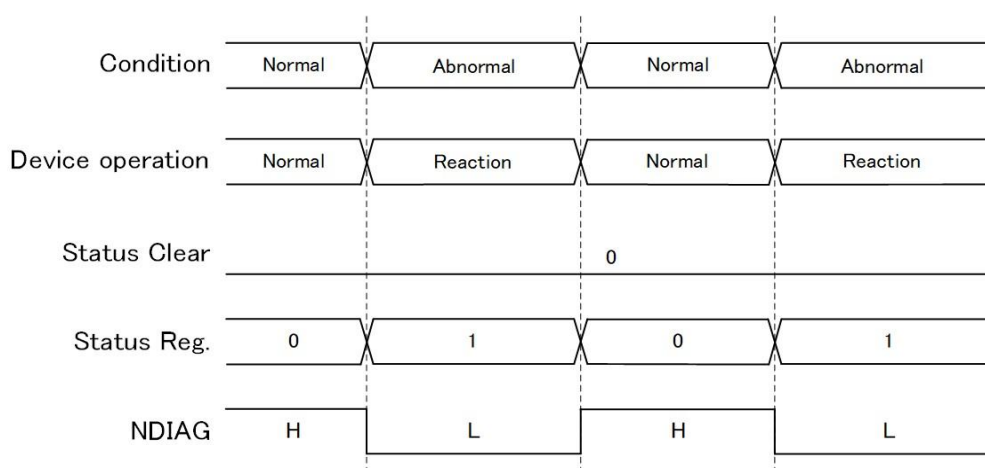 Condition Normal Abnormal Normal Abnormal
Device operation Normal Reaction Normal Reaction
Status Clear 0
Status Reg. 0 1 0 1
NDIAG H L H L